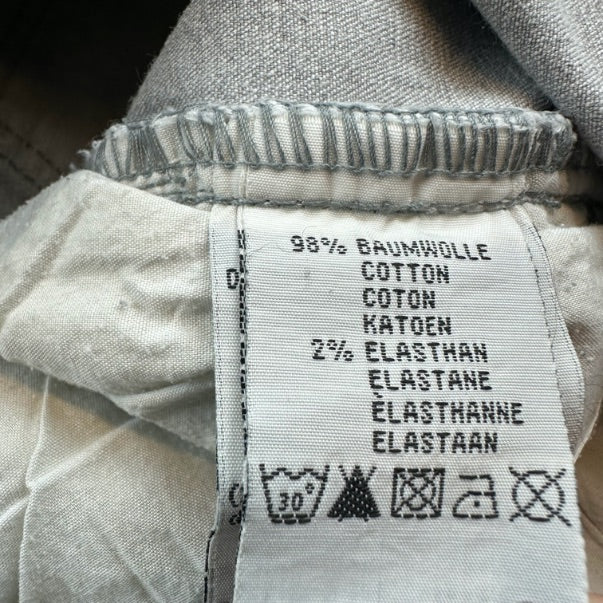 98% BAUMWOLLE
COTTON
COTON
KATOEN
2% ELASTHAN
ELASTANE
ÈLASTHANNE
ELASTAAN
30°